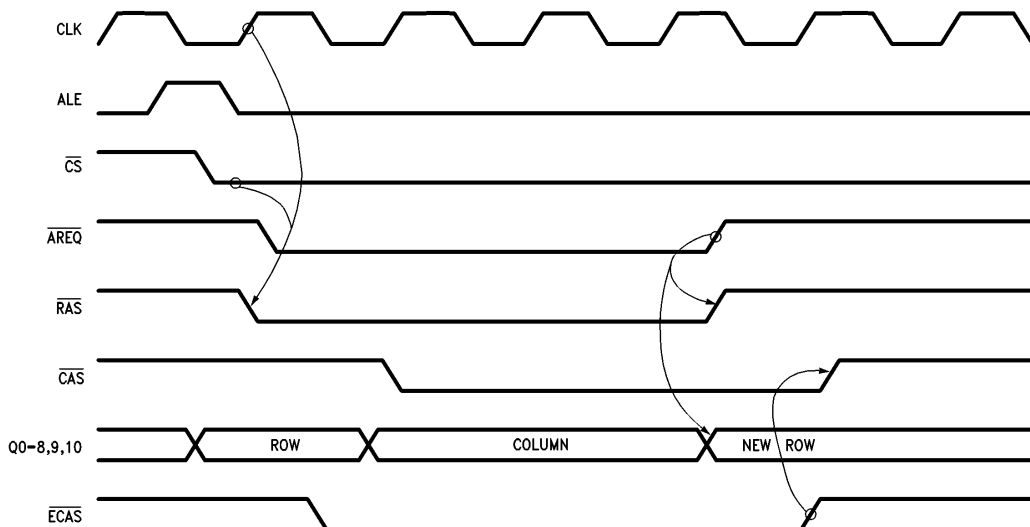 CLK
ALE
CS
AREQ
RAS
CAS
Q0-8,9,10 ROW COLUMN NEW ROW
ECAS